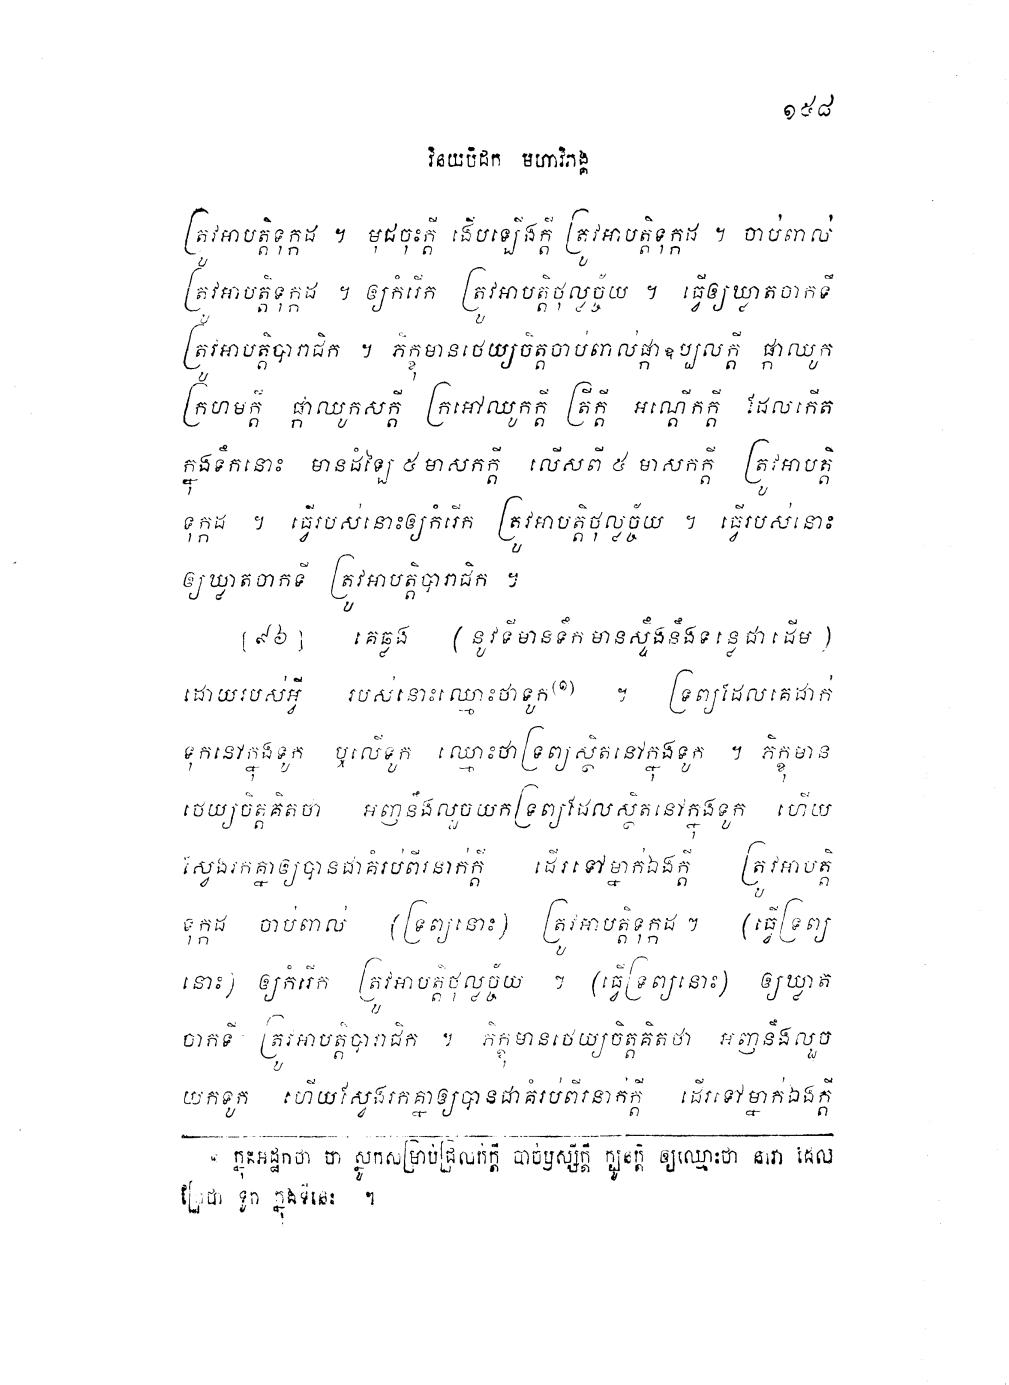 ១៥៨
វិនយបិដក មហាវិភង្គ
ត្រូវអាបត្តិទុក្កដ ។ មុជចុះក្តី ងើបឡើងក្តី ត្រូវអាបត្តិទុក្កដ ។ ចាប់ពាល់
ត្រូវអាបត្តិទុក្កដ ។ ឲ្យកំរើក ត្រូវអាបត្តិថុល្លច្ច័យ ។ ធ្វើឲ្យឃ្លាតចាកទី
ត្រូវអាបត្តិបារាជិក ។ ភិក្ខុមានថេយ្យចិត្តចាប់ពាល់ផ្កាឧប្បលក្តី ផ្កាឈូក
ក្រហមក្តី ផ្កាឈូកសក្តី ក្រអៅឈូកក្តី ត្រីក្តី អណ្តើកក្តី ដែលកើត
ក្នុងទឹកនោះ មានដំឡៃ ៥ មាសកក្តី លើសពី ៥ មាសកក្តី ត្រូវអាបត្តិ
ទុក្កដ ។ ធ្វើរបស់នោះឲ្យកំរើក ត្រូវអាបត្តិថុល្លច្ច័យ ។ ធ្វើរបស់នោះ
ឲ្យឃ្លាតចាកទី ត្រូវអាបត្តិបារាជិក ។
[៩៦] គេឆ្លង (នូវទីមានទឹក មានស្ទឹងនឹងទន្លេជាដើម)
ដោយរបស់អ្វី របស់នោះឈ្មោះថាទូក(១) ។ ទ្រព្យដែលគេដាក់
ទុកនៅក្នុងទូក ឬលើទូក ឈ្មោះថាទ្រព្យស្ថិតនៅក្នុងទូក ។ ភិក្ខុមាន
ថេយ្យចិត្តគិតថា អញនឹងលួចយកទ្រព្យដែលស្ថិតនៅក្នុងទូក ហើយ
ស្វែងរកគ្នាឲ្យបានជាគំរប់ពីរនាក់ក្តី ដើរទៅម្នាក់ឯងក្តី ត្រូវអាបត្តិ
ទុក្កដ ចាប់ពាល់ (ទ្រព្យនោះ) ត្រូវអាបត្តិទុក្កដ ។ (ធ្វើទ្រព្យ
នោះ) ឲ្យកំរើក ត្រូវអាបត្តិថុល្លច្ច័យ ។ (ធ្វើទ្រព្យនោះ) ឲ្យឃ្លាត
ចាកទី ត្រូវអាបត្តិបារាជិក ។ ភិក្ខុមានថេយ្យចិត្តគិតថា អញនឹងលួច
យកទូក ហើយស្វែងរកគ្នាឲ្យបានជាគំរប់ពីរនាក់ក្តី ដើរទៅម្នាក់ឯងក្តី
១ ក្នុងអដ្ឋកថា ថា ស្នូកសម្រាប់ជ្រលក់ក្តី បាច់ឫស្សីក្តី ក្បូនក្តី ឲ្យឈ្មោះថា នាវា ដែល
ប្រែជា ទូក ក្នុងទីនេះ ។